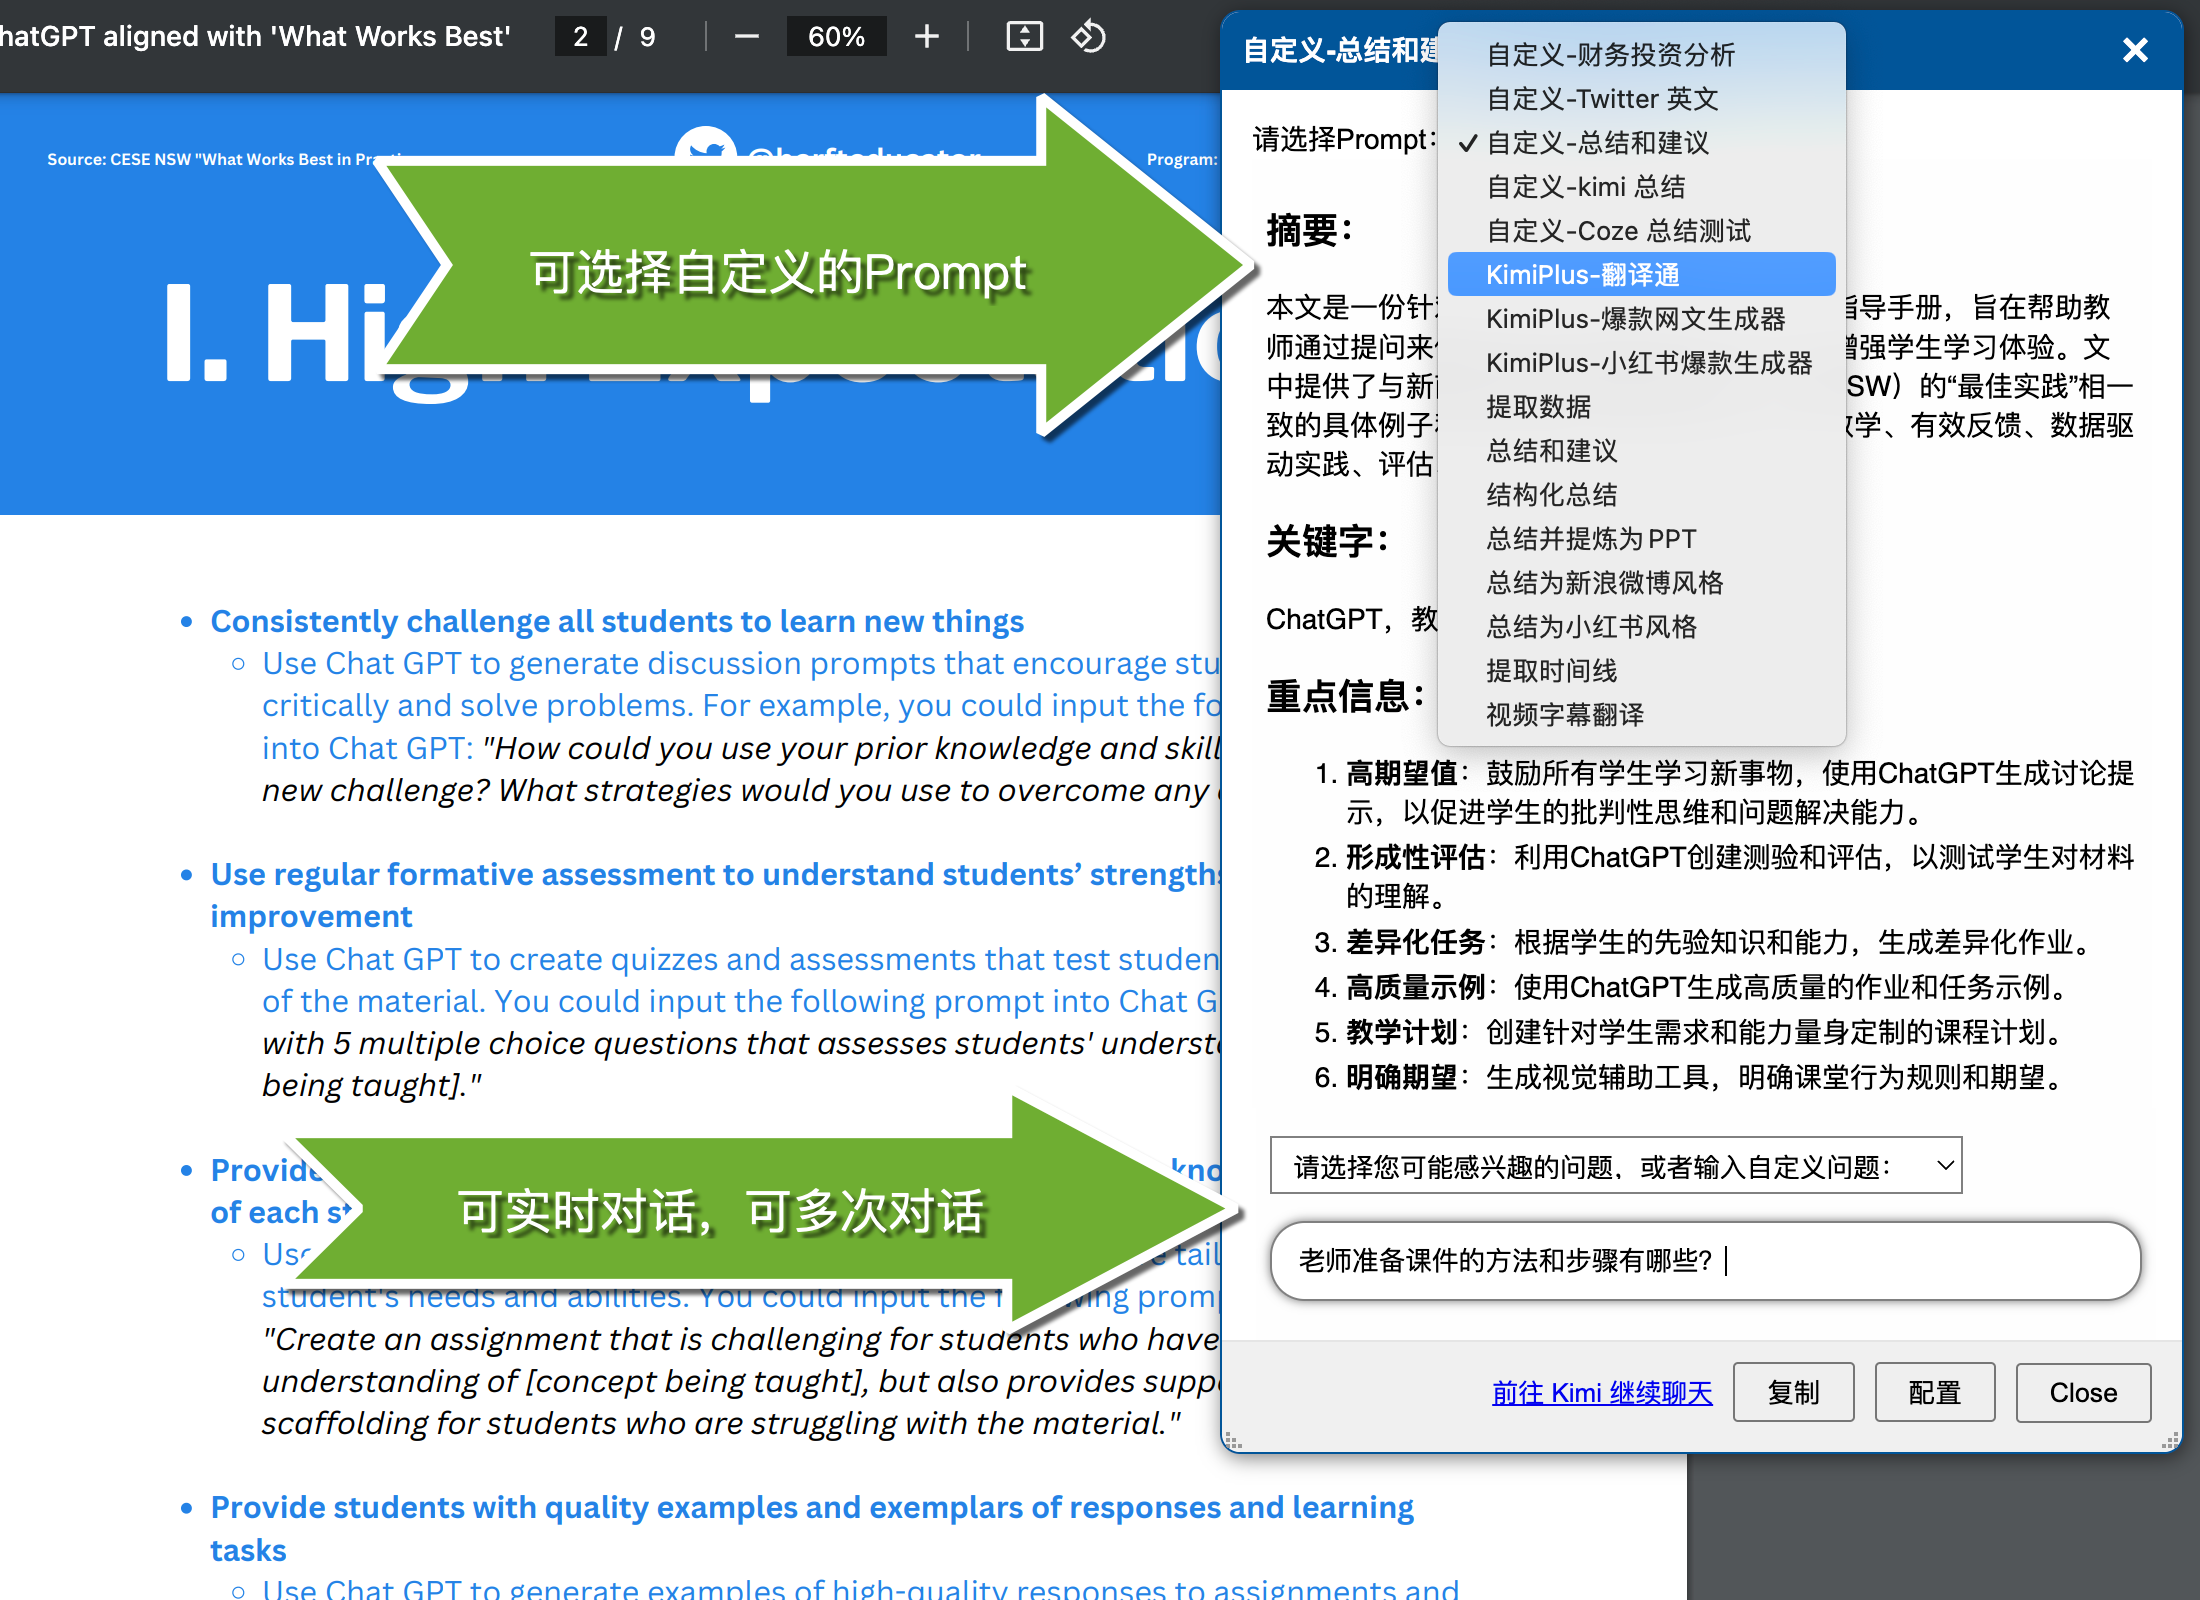 hatGPT aligned with 'What Works Best'
2 / 9
60%
Source: CESE NSW "What Works Best in
Program:
I. Hi
可选择自定义的Prompt
Consistently challenge all students to learn new things
Use Chat GPT to generate discussion prompts that encourage stu
critically and solve problems. For example, you could input the fo
into Chat GPT: "How could you use your prior knowledge and skill
new challenge? What strategies would you use to overcome any
Use regular formative assessment to understand students’ strengths
improvement
Use Chat GPT to create quizzes and assessments that test studen
of the material. You could input the following prompt into Chat G
with 5 multiple choice questions that assesses students' underst
being taught]."
Provide
kno
of each
可实时对话，可多次对话
tail
student's needs and abilities. You could input the
promp
"Create an assignment that is challenging for students who have
understanding of [concept being taught], but also provides supp
scaffolding for students who are struggling with the material."
Provide students with quality examples and exemplars of responses and learning
tasks
Use Chat GPT to generate examples of high-quality responses to assignments and
自定义-总结和建
请选择Prompt：
自定义-财务投资分析
自定义-Twitter 英文
✓ 自定义-总结和建议
自定义-kimi 总结
自定义-Coze 总结测试
KimiPlus-翻译通
KimiPlus-爆款网文生成器
KimiPlus-小红书爆款生成器
提取数据
总结和建议
结构化总结
总结并提炼为PPT
总结为新浪微博风格
总结为小红书风格
提取时间线
视频字幕翻译
摘要：
本文是一份针 指导手册，旨在帮助教
师通过提问来 增强学生学习体验。文
中提供了与新 SW）的“最佳实践”相一
致的具体例子 学、有效反馈、数据驱
动实践、评估
关键字：
ChatGPT，教
重点信息：
1. 高期望值：鼓励所有学生学习新事物，使用ChatGPT生成讨论提
示，以促进学生的批判性思维和问题解决能力。
2. 形成性评估：利用ChatGPT创建测验和评估，以测试学生对材料
的理解。
3. 差异化任务：根据学生的先验知识和能力，生成差异化作业。
4. 高质量示例：使用ChatGPT生成高质量的作业和任务示例。
5. 教学计划：创建针对学生需求和能力量身定制的课程计划。
6. 明确期望：生成视觉辅助工具，明确课堂行为规则和期望。
请选择您可能感兴趣的问题，或者输入自定义问题：
老师准备课件的方法和步骤有哪些？
前往 Kimi 继续聊天
复制
配置
Close